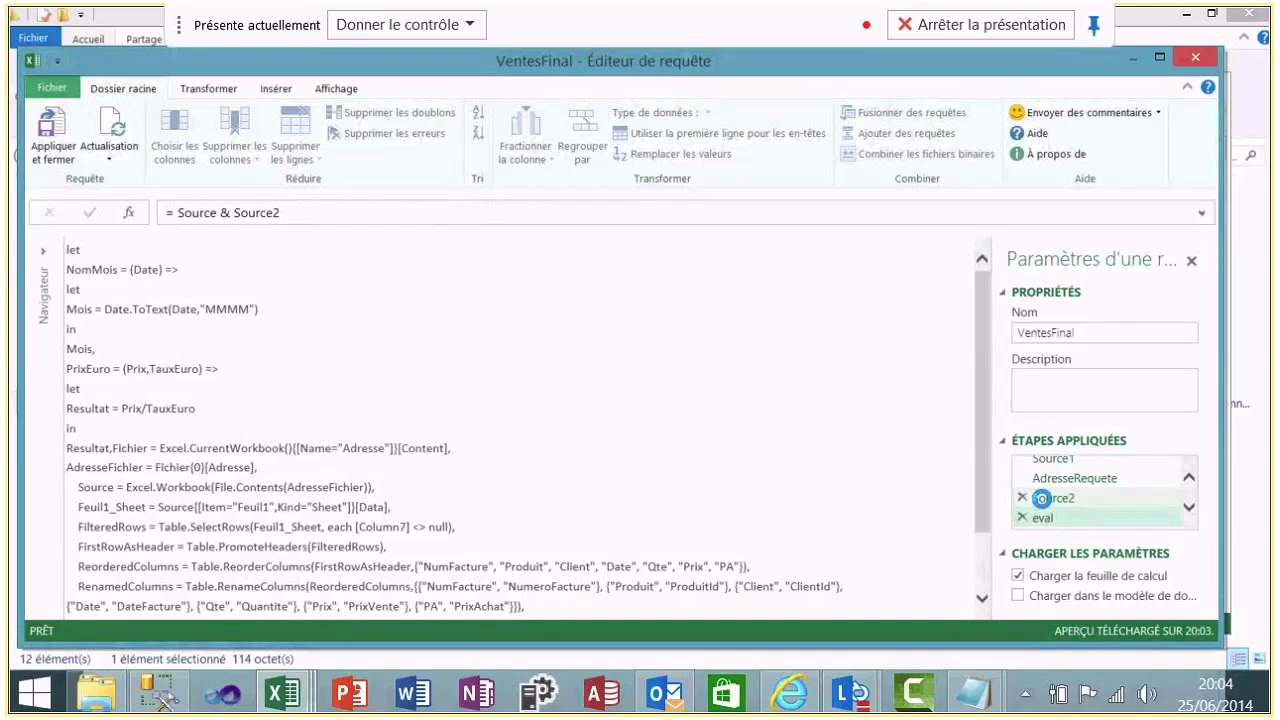 Présente actuellement
Donner le contrôle
Arrêter la présentation
Fichier
Accueil
Partage
VentesFinal - Éditeur de requête
Fichier
Dossier racine
Transformer
Insérer
Affichage
Appliquer et fermer
Actualisation
Requête
Choisir les colonnes
Supprimer les colonnes
Supprimer les lignes
Supprimer les doublons
Supprimer les erreurs
Réduire
Tri
Fractionner la colonne
Regrouper par
Type de données :
Utiliser la première ligne pour les en-têtes
Remplacer les valeurs
Transformer
Fusionner des requêtes
Ajouter des requêtes
Combiner les fichiers binaires
Combiner
Envoyer des commentaires
Aide
À propos de
Aide
fx
= Source & Source2
Navigateur
let
NomMois = (Date) =>
let
Mois = Date.ToText(Date,"MMMM")
in
Mois,
PrixEuro = (Prix,TauxEuro) =>
let
Resultat = Prix/TauxEuro
in
Resultat,Fichier = Excel.CurrentWorkbook(){[Name="Adresse"]}[Content],
AdresseFichier = Fichier{0}[Adresse],
Source = Excel.Workbook(File.Contents(AdresseFichier)),
Feuil1_Sheet = Source{[Item="Feuil1",Kind="Sheet"]}[Data],
FilteredRows = Table.SelectRows(Feuil1_Sheet, each [Column7] <> null),
FirstRowAsHeader = Table.PromoteHeaders(FilteredRows),
ReorderedColumns = Table.ReorderColumns(FirstRowAsHeader,{"NumFacture", "Produit", "Client", "Date", "Qte", "Prix", "PA"}),
RenamedColumns = Table.RenameColumns(ReorderedColumns,{{"NumFacture", "NumeroFacture"}, {"Produit", "ProduitId"}, {"Client", "ClientId"},
{"Date", "DateFacture"}, {"Qte", "Quantite"}, {"Prix", "PrixVente"}, {"PA", "PrixAchat"}}),
Paramètres d'une r...
PROPRIÉTÉS
Nom
VentesFinal
Description
ÉTAPES APPLIQUÉES
Source1
AdresseRequete
Source2
eval
CHARGER LES PARAMÈTRES
Charger la feuille de calcul
Charger dans le modèle de do...
PRÊT
APERÇU TÉLÉCHARGÉ SUR 20:03.
12 élément(s)
1 élément sélectionné
114 octet(s)
20:04
25/06/2014